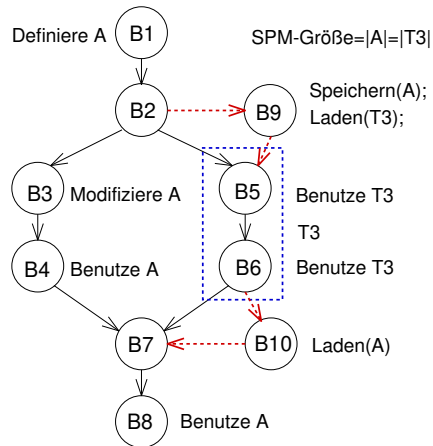 Definiere A
B1
SPM-Größe=|A|=|T3|
B2
B9
Speichern(A);
Laden(T3);
B3
Modifiziere A
B5
Benutze T3
T3
B4
Benutze A
B6
Benutze T3
B7
B10
Laden(A)
B8
Benutze A